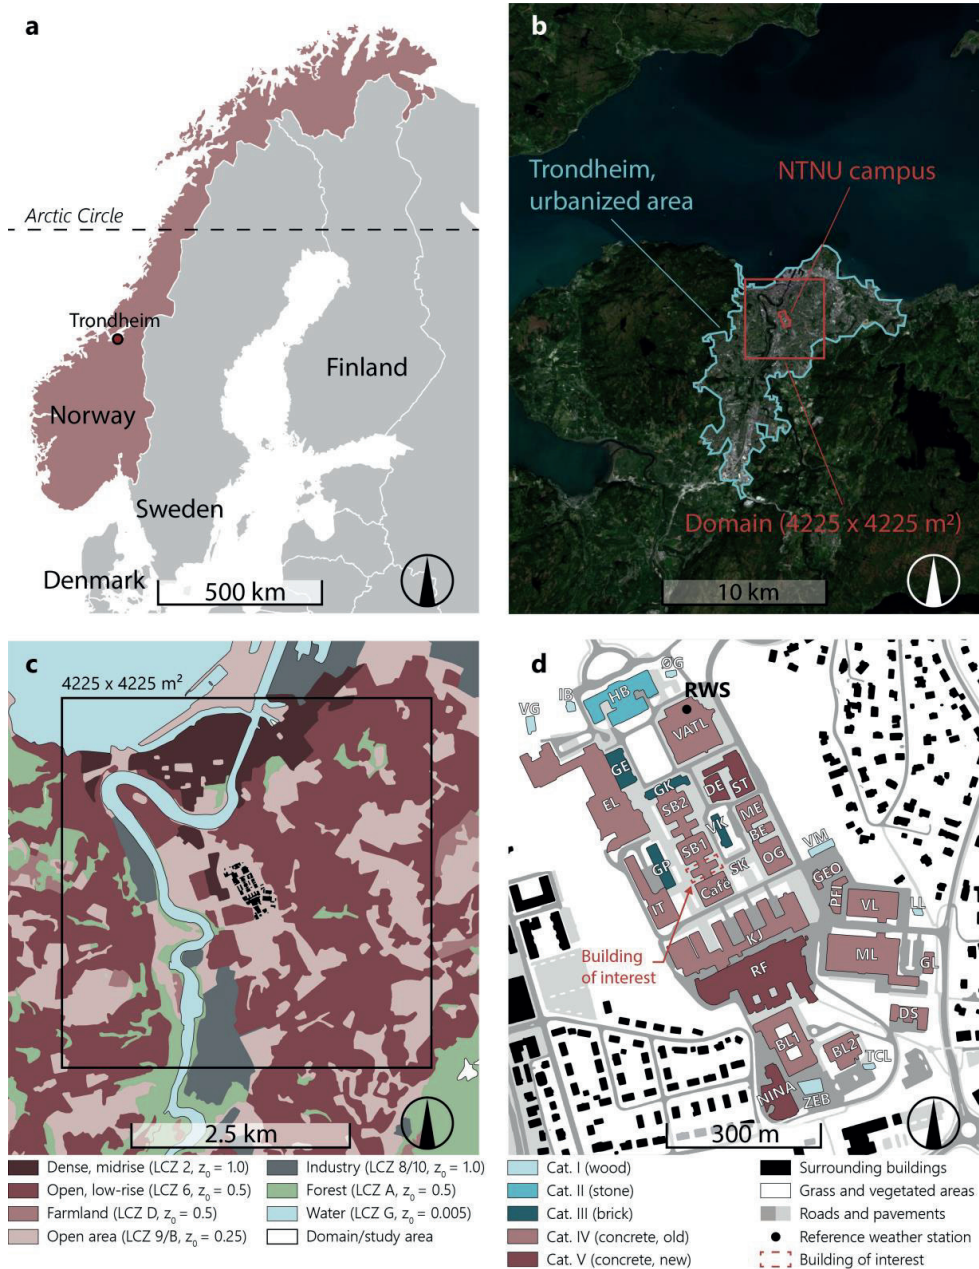 a
Arctic Circle
Trondheim
Norway
Finland
Sweden
Denmark
500 km
b
Trondheim,
urbanized area
NTNU campus
Domain (4225 x 4225 m²)
10 km
c
4225 x 4225 m²
2.5 km
d
ØG
IB
VG
HB
RWS
VATL
GE
EL
GK
SB2
DE
ST
ME
VK
BE
SB1
GP
OG
SK
Café
IT
VM
GEO
PFI
VL
LL
KJ
ML
GL
Building
of interest
RF
DS
BL1
BL2
TCL
NINA
ZEB
300 m
Dense, midrise (LCZ 2, z₀ = 1.0)
Open, low-rise (LCZ 6, z₀ = 0.5)
Farmland (LCZ D, z₀ = 0.5)
Open area (LCZ 9/B, z₀ = 0.25)
Industry (LCZ 8/10, z₀ = 1.0)
Forest (LCZ A, z₀ = 0.5)
Water (LCZ G, z₀ = 0.005)
Domain/study area
Cat. I (wood)
Cat. II (stone)
Cat. III (brick)
Cat. IV (concrete, old)
Cat. V (concrete, new)
Surrounding buildings
Grass and vegetated areas
Roads and pavements
Reference weather station
Building of interest